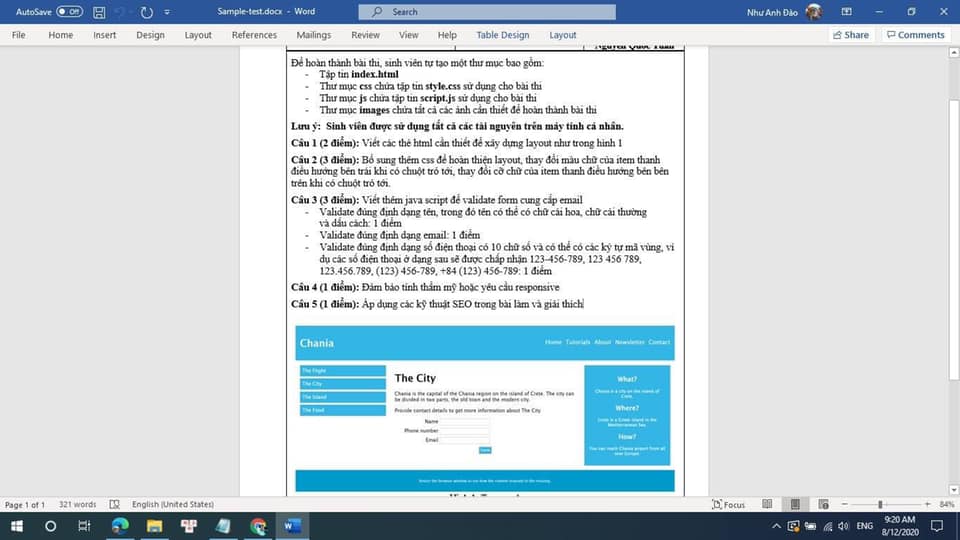 AutoSave Off Sample-test.docx - Word Search Như Anh Đào
File Home Insert Design Layout References Mailings Review View Help Table Design Layout Share Comments
Nguyễn Quốc Tuấn
Để hoàn thành bài thi, sinh viên tự tạo một thư mục bao gồm:
- Tập tin index.html
- Thư mục css chứa tập tin style.css sử dụng cho bài thi
- Thư mục js chứa tập tin script.js sử dụng cho bài thi
- Thư mục images chứa tất cả các ảnh cần thiết để hoàn thành bài thi
Lưu ý: Sinh viên được sử dụng tất cả các tài nguyên trên máy tính cá nhân.
Câu 1 (2 điểm): Viết các thẻ html cần thiết để xây dựng layout như trong hình 1
Câu 2 (3 điểm): Bổ sung thêm css để hoàn thiện layout, thay đổi màu chữ của item thanh
điều hướng bên trái khi có chuột trỏ tới, thay đổi cỡ chữ của item thanh điều hướng bên bên
trên khi có chuột trỏ tới.
Câu 3 (3 điểm): Viết thêm java script để validate form cung cấp email
- Validate đúng định dạng tên, trong đó tên có thể có chữ cái hoa, chữ cái thường
và dấu cách: 1 điểm
- Validate đúng định dạng email: 1 điểm
- Validate đúng định dạng số điện thoại có 10 chữ số và có thể có các ký tự mã vùng, ví
dụ các số điện thoại ở dạng sau sẽ được chấp nhận 123-456-789, 123 456 789,
123.456.789, (123) 456-789, +84 (123) 456-789: 1 điểm
Câu 4 (1 điểm): Đảm bảo tính thẩm mỹ hoặc yêu cầu responsive
Câu 5 (1 điểm): Áp dụng các kỹ thuật SEO trong bài làm và giải thích
Chania Home Tutorials About Newsletter Contact
The Flight
The City
The Island
The Food
The City
Chania is the capital of the Chania region on the island of Crete. The city can
be divided in two parts, the old town and the modern city.
Provide contact details to get more information about The City
Name
Phone number
Email
What?
Chania is a city on the island of
Crete.
Where?
Crete is a Greek island in the
Mediterranean Sea.
How?
You can reach Chania airport from all
over Europe.
Resize the browser window to see how the content respond to the resizing.
Page 1 of 1 321 words English (United States) Focus 84%
ENG 9:20 AM
8/12/2020